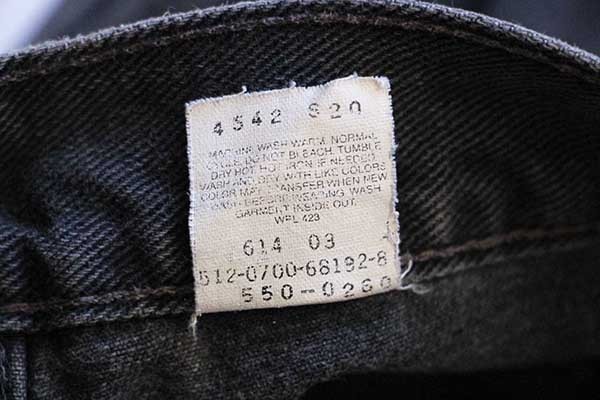 4542 S20
MACHINE WASH WARM, NORMAL
CYCLE. DO NOT BLEACH. TUMBLE
DRY HOT. HOT IRON IF NEEDED.
WASH AND DRY WITH LIKE COLORS
COLOR MAY TRANSFER WHEN NEW
WASH BEFORE WEARING. WASH
GARMENT INSIDE OUT.
WPL 423
614 03
512-0700-68192-8
550-0260